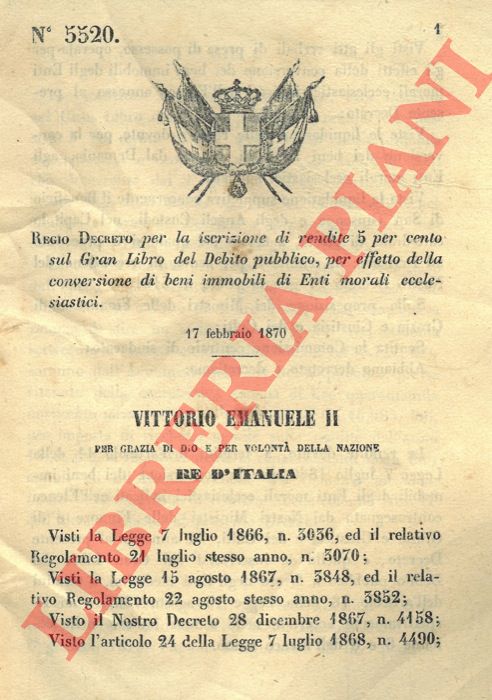 N° 5520.
1
REGIO DECRETO per la iscrizione di rendite 5 per cento
sul Gran Libro del Debito pubblico, per effetto della
conversione di beni immobili di Enti morali eccle-
siastici.
17 febbraio 1870
VITTORIO EMANUELE II
PER GRAZIA DI DIO E PER VOLONTÀ DELLA NAZIONE
RE D'ITALIA
Visti la Legge 7 luglio 1866, n. 3036, ed il relativo
Regolamento 21 luglio stesso anno, n. 3070;
Visti la Legge 15 agosto 1867, n. 3848, ed il rela-
tivo Regolamento 22 agosto stesso anno, n. 3852;
Visto il Nostro Decreto 28 dicembre 1867, n. 4158;
Visto l'articolo 24 della Legge 7 luglio 1868, n. 4490;
LIBRERIA PIANI